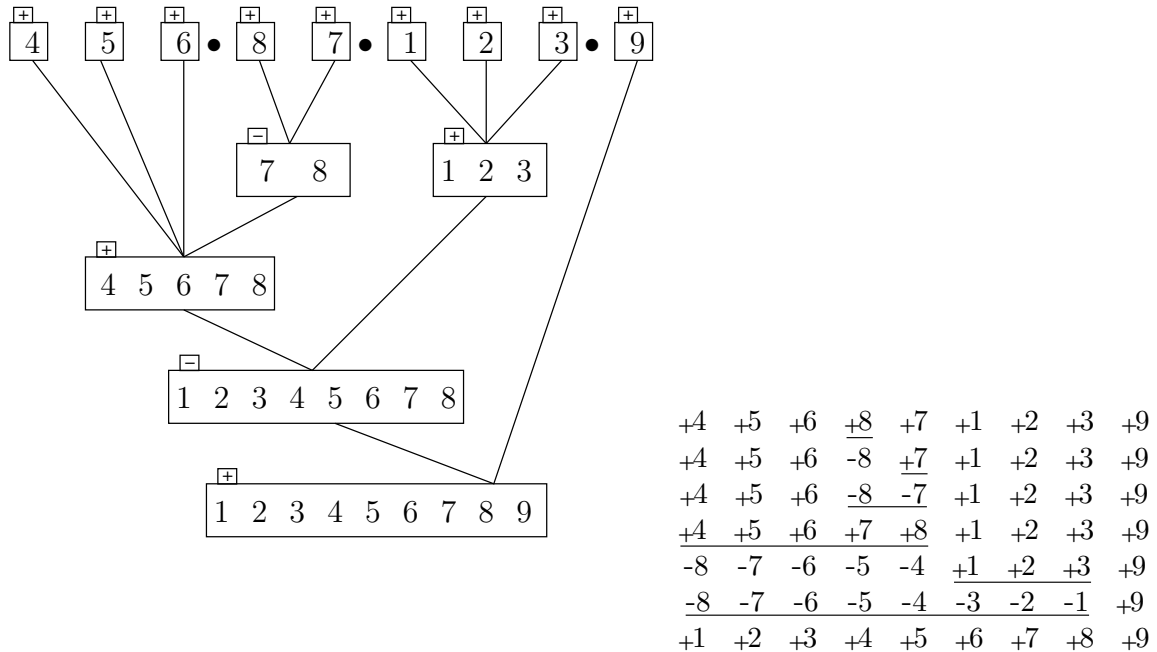 + + + + + + + + +
4 5 6 • 8 7 • 1 2 3 • 9
− +
7 8 1 2 3
+
4 5 6 7 8
−
1 2 3 4 5 6 7 8
+
1 2 3 4 5 6 7 8 9
+4 +5 +6 +8 +7 +1 +2 +3 +9
+4 +5 +6 -8 +7 +1 +2 +3 +9
+4 +5 +6 -8 -7 +1 +2 +3 +9
+4 +5 +6 +7 +8 +1 +2 +3 +9
-8 -7 -6 -5 -4 +1 +2 +3 +9
-8 -7 -6 -5 -4 -3 -2 -1 +9
+1 +2 +3 +4 +5 +6 +7 +8 +9